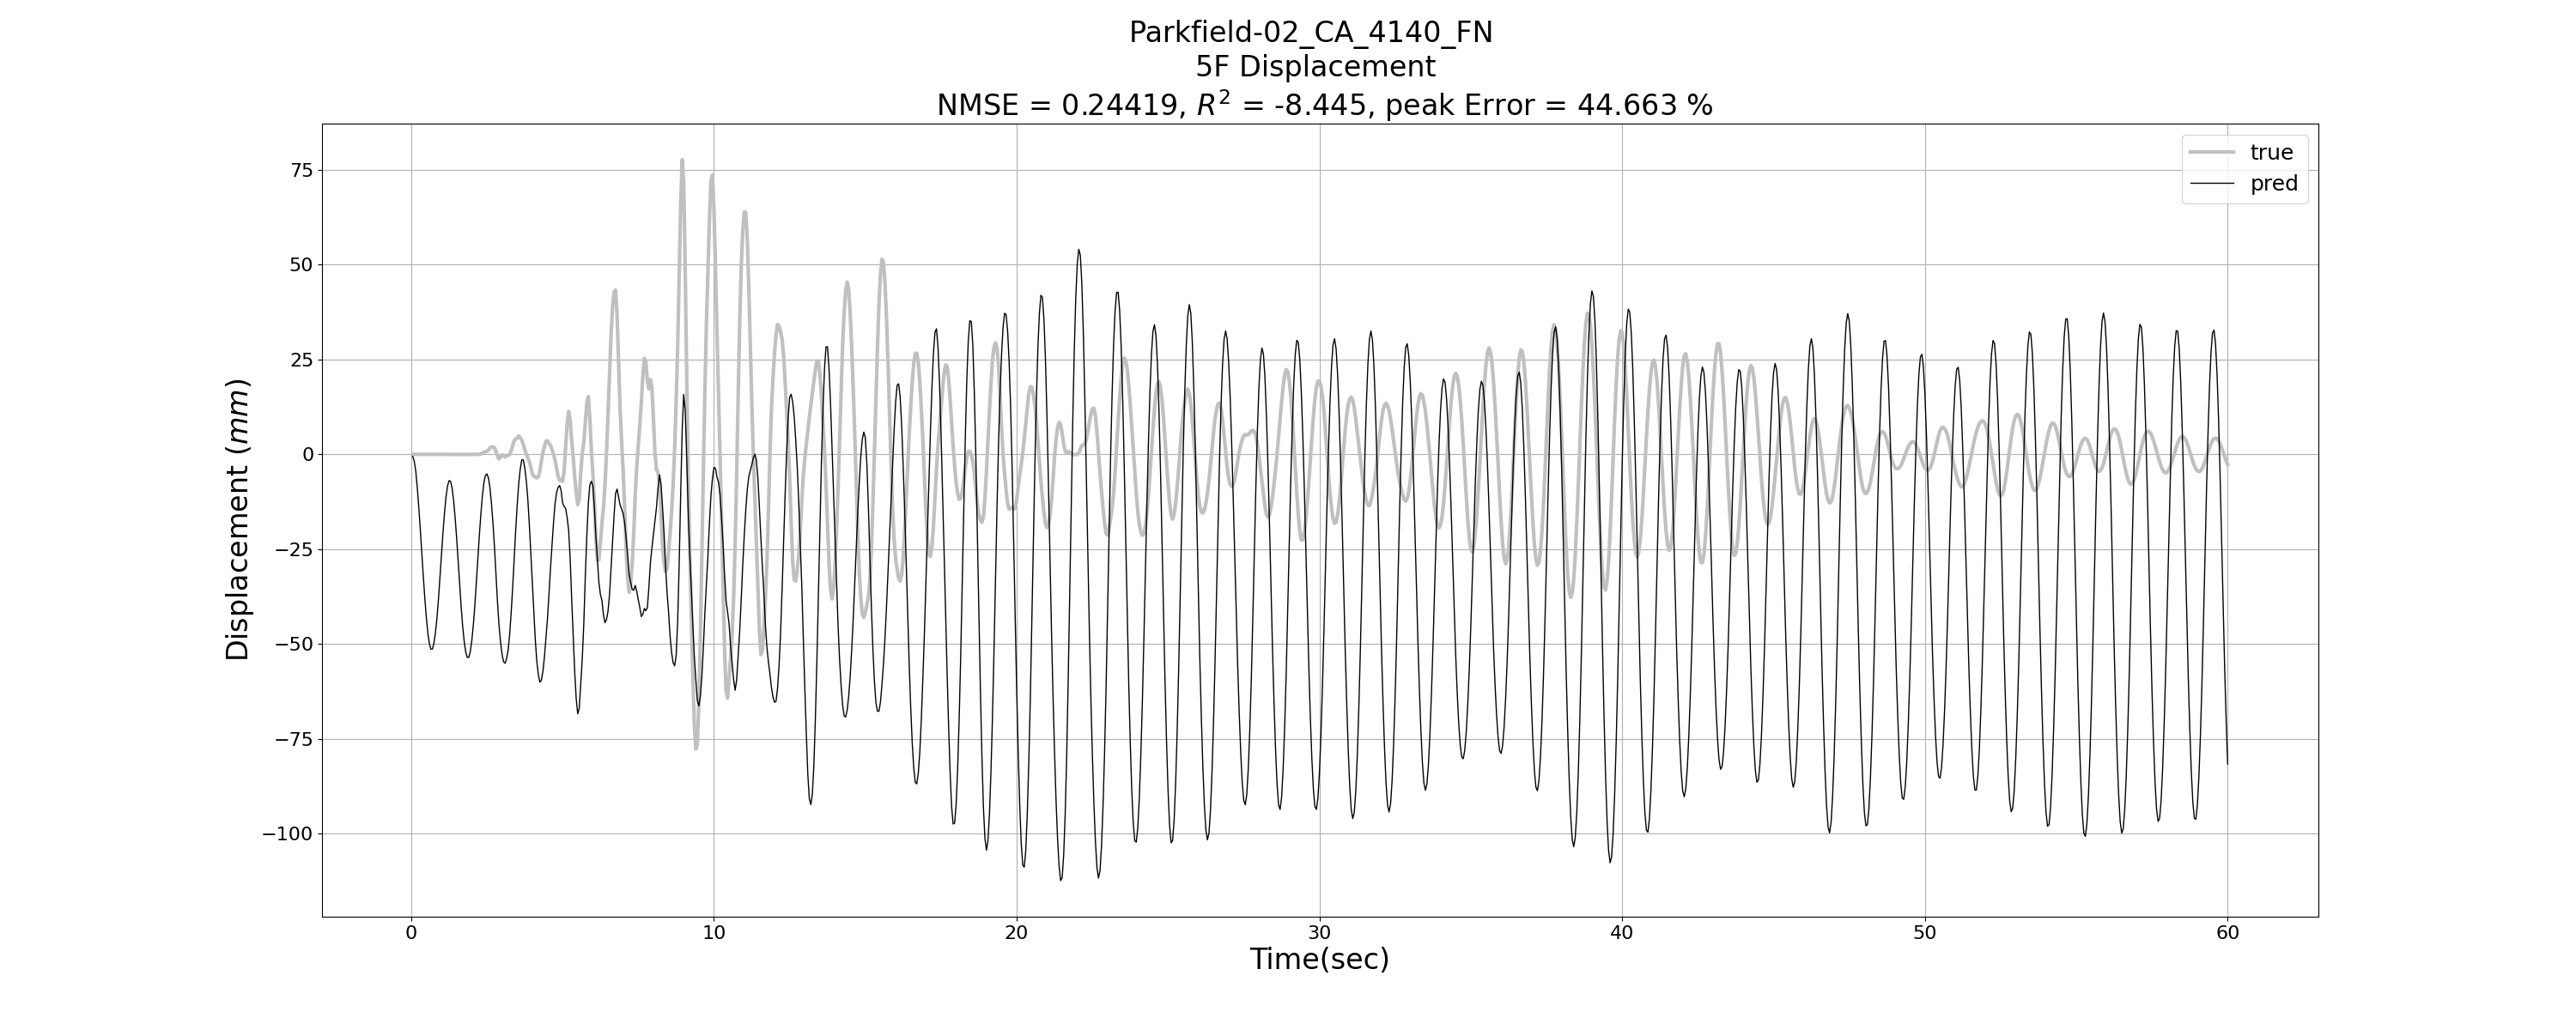 Parkfield-02_CA_4140_FN
5F Displacement
NMSE = 0.24419, R² = -8.445, peak Error = 44.663 %
true
pred
75
50
25
0
−25
−50
−75
−100
Displacement (mm)
0 10 20 30 40 50 60
Time(sec)